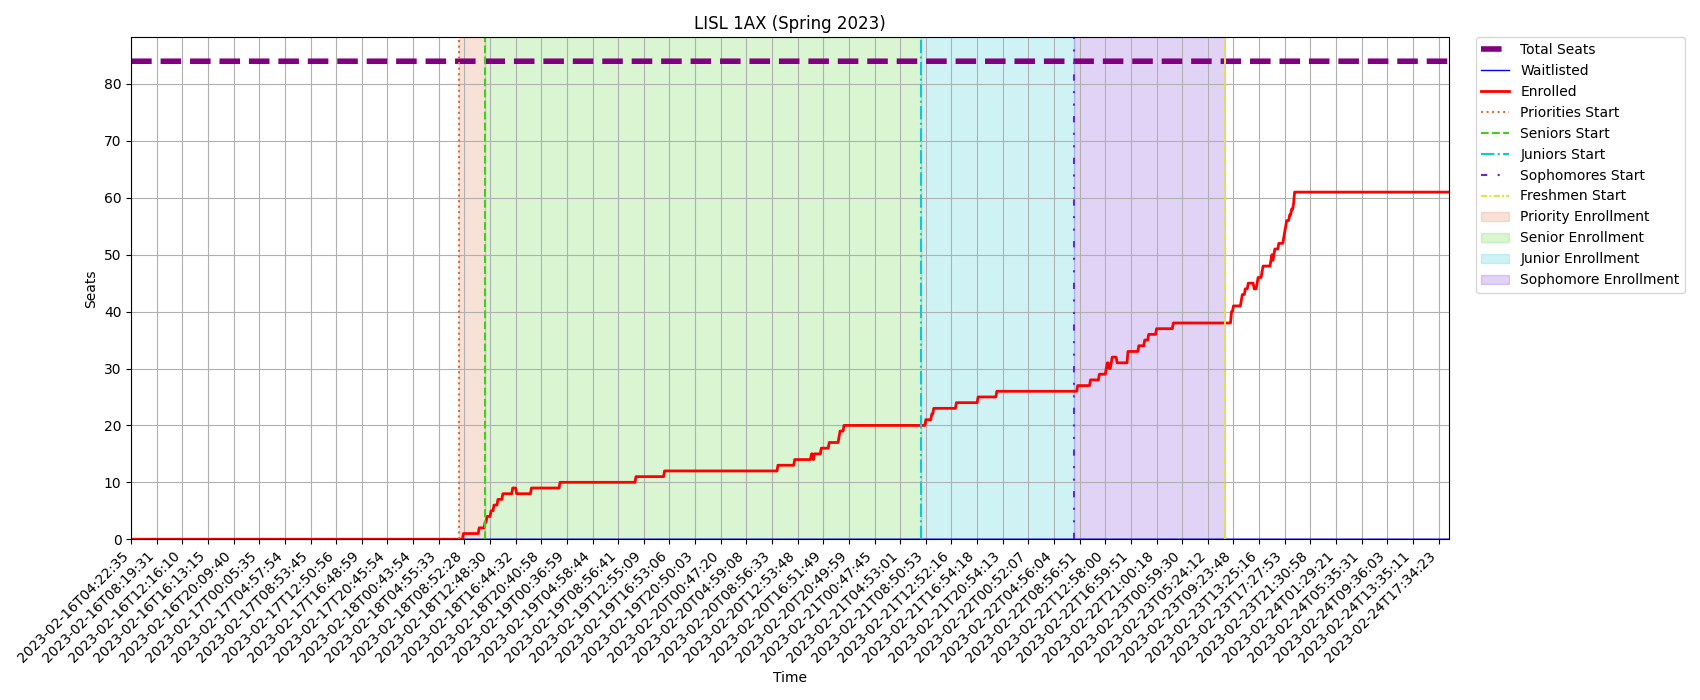 LISL 1AX (Spring 2023)
Total Seats
Waitlisted
Enrolled
Priorities Start
Seniors Start
Juniors Start
Sophomores Start
Freshmen Start
Priority Enrollment
Senior Enrollment
Junior Enrollment
Sophomore Enrollment
Seats
80
70
60
50
40
30
20
10
0
2023-02-16T04:22:35
2023-02-16T08:19:31
2023-02-16T12:16:10
2023-02-16T16:13:15
2023-02-16T20:09:40
2023-02-17T00:05:35
2023-02-17T04:57:54
2023-02-17T08:53:45
2023-02-17T12:50:56
2023-02-17T16:48:59
2023-02-17T20:45:54
2023-02-18T00:43:54
2023-02-18T04:55:33
2023-02-18T08:52:28
2023-02-18T12:48:30
2023-02-18T16:44:32
2023-02-18T20:40:58
2023-02-19T00:36:59
2023-02-19T04:58:44
2023-02-19T08:56:41
2023-02-19T12:55:09
2023-02-19T16:53:06
2023-02-19T20:50:03
2023-02-20T00:47:20
2023-02-20T04:59:08
2023-02-20T08:56:33
2023-02-20T12:53:48
2023-02-20T16:51:49
2023-02-20T20:49:59
2023-02-21T00:47:45
2023-02-21T04:53:01
2023-02-21T08:50:53
2023-02-21T12:52:16
2023-02-21T16:54:18
2023-02-21T20:54:13
2023-02-22T00:52:07
2023-02-22T04:56:04
2023-02-22T08:56:51
2023-02-22T12:58:00
2023-02-22T16:59:51
2023-02-22T21:00:18
2023-02-23T00:59:30
2023-02-23T05:24:12
2023-02-23T09:23:48
2023-02-23T13:25:16
2023-02-23T17:27:53
2023-02-23T21:30:58
2023-02-24T01:29:21
2023-02-24T05:35:31
2023-02-24T09:36:03
2023-02-24T13:35:11
2023-02-24T17:34:23
Time